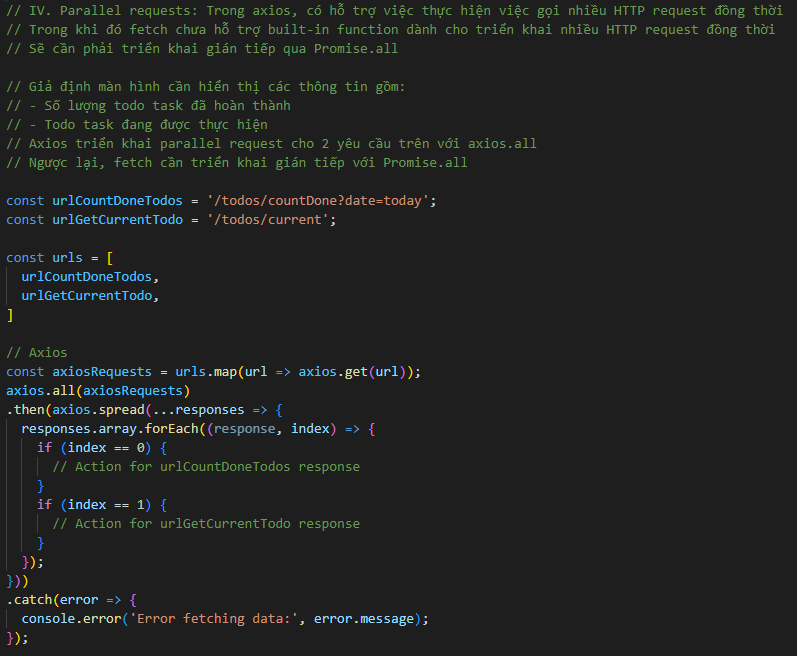 // IV. Parallel requests: Trong axios, có hỗ trợ việc thực hiện việc gọi nhiều HTTP request đồng thời
// Trong khi đó fetch chưa hỗ trợ built-in function dành cho triển khai nhiều HTTP request đồng thời
// Sẽ cần phải triển khai gián tiếp qua Promise.all

// Giả định màn hình cần hiển thị các thông tin gồm:
// - Số lượng todo task đã hoàn thành
// - Todo task đang được thực hiện
// Axios triển khai parallel request cho 2 yêu cầu trên với axios.all
// Ngược lại, fetch cần triển khai gián tiếp với Promise.all

const urlCountDoneTodos = '/todos/countDone?date=today';
const urlGetCurrentTodo = '/todos/current';

const urls = [
  urlCountDoneTodos,
  urlGetCurrentTodo,
]

// Axios
const axiosRequests = urls.map(url => axios.get(url));
axios.all(axiosRequests)
.then(axios.spread(...responses => {
  responses.array.forEach((response, index) => {
    if (index == 0) {
      // Action for urlCountDoneTodos response
    }
    if (index == 1) {
      // Action for urlGetCurrentTodo response
    }
  });
}))
.catch(error => {
  console.error('Error fetching data:', error.message);
});